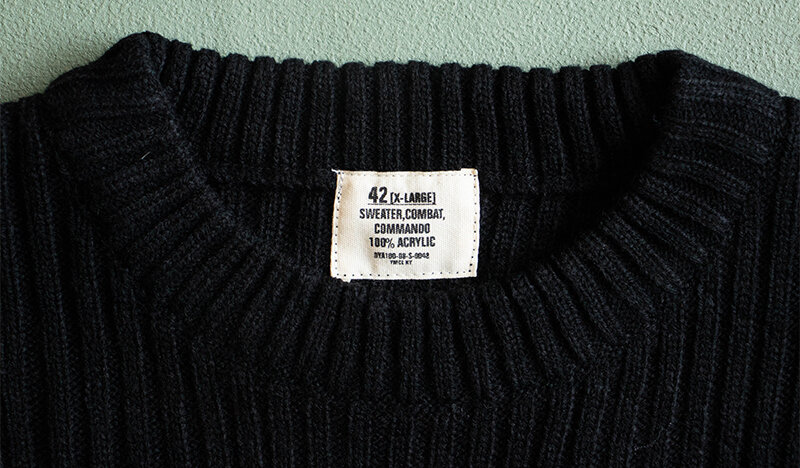 42 [X-LARGE]
SWEATER,COMBAT,
COMMANDO
100% ACRYLIC